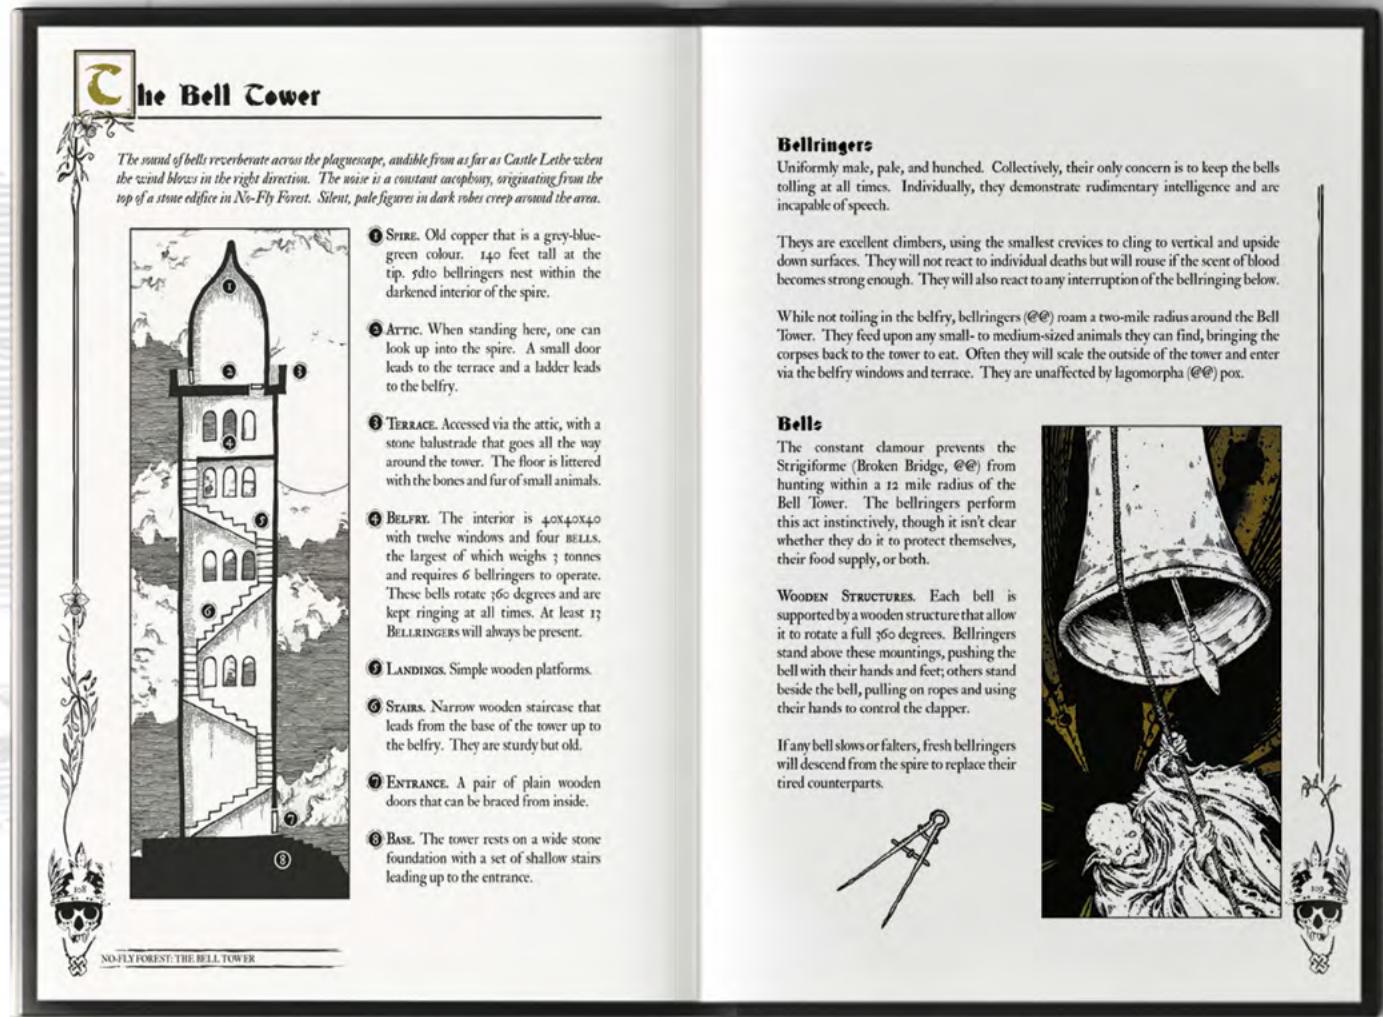 The Bell Tower
The sound of bells reverberate across the plaguescape, audible from as far as Castle Lethe when
the wind blows in the right direction. The noise is a constant cacophony, originating from the
top of a stone edifice in No-Fly Forest. Silent, pale figures in dark robes creep around the area.
1
2
3
4
5
6
7
8
1 SPIRE. Old copper that is a grey-blue-
green colour. 140 feet tall at the
tip. 5d10 bellringers nest within the
darkened interior of the spire.
2 ATTIC. When standing here, one can
look up into the spire. A small door
leads to the terrace and a ladder leads
to the belfry.
3 TERRACE. Accessed via the attic, with a
stone balustrade that goes all the way
around the tower. The floor is littered
with the bones and fur of small animals.
4 BELFRY. The interior is 40x40x40
with twelve windows and four BELLS.
the largest of which weighs 3 tonnes
and requires 6 bellringers to operate.
These bells rotate 360 degrees and are
kept ringing at all times. At least 13
BELLRINGERS will always be present.
5 LANDINGS. Simple wooden platforms.
6 STAIRS. Narrow wooden staircase that
leads from the base of the tower up to
the belfry. They are sturdy but old.
7 ENTRANCE. A pair of plain wooden
doors that can be braced from inside.
8 BASE. The tower rests on a wide stone
foundation with a set of shallow stairs
leading up to the entrance.
108
NO-FLY FOREST: THE BELL TOWER
Bellringers
Uniformly male, pale, and hunched. Collectively, their only concern is to keep the bells
tolling at all times. Individually, they demonstrate rudimentary intelligence and are
incapable of speech.
Theys are excellent climbers, using the smallest crevices to cling to vertical and upside
down surfaces. They will not react to individual deaths but will rouse if the scent of blood
becomes strong enough. They will also react to any interruption of the bellringing below.
While not toiling in the belfry, bellringers (@@) roam a two-mile radius around the Bell
Tower. They feed upon any small- to medium-sized animals they can find, bringing the
corpses back to the tower to eat. Often they will scale the outside of the tower and enter
via the belfry windows and terrace. They are unaffected by lagomorpha (@@) pox.
Bells
The constant clamour prevents the
Strigiforme (Broken Bridge, @@) from
hunting within a 12 mile radius of the
Bell Tower. The bellringers perform
this act instinctively, though it isn't clear
whether they do it to protect themselves,
their food supply, or both.
WOODEN STRUCTURES. Each bell is
supported by a wooden structure that allow
it to rotate a full 360 degrees. Bellringers
stand above these mountings, pushing the
bell with their hands and feet; others stand
beside the bell, pulling on ropes and using
their hands to control the clapper.
If any bell slows or falters, fresh bellringers
will descend from the spire to replace their
tired counterparts.
109